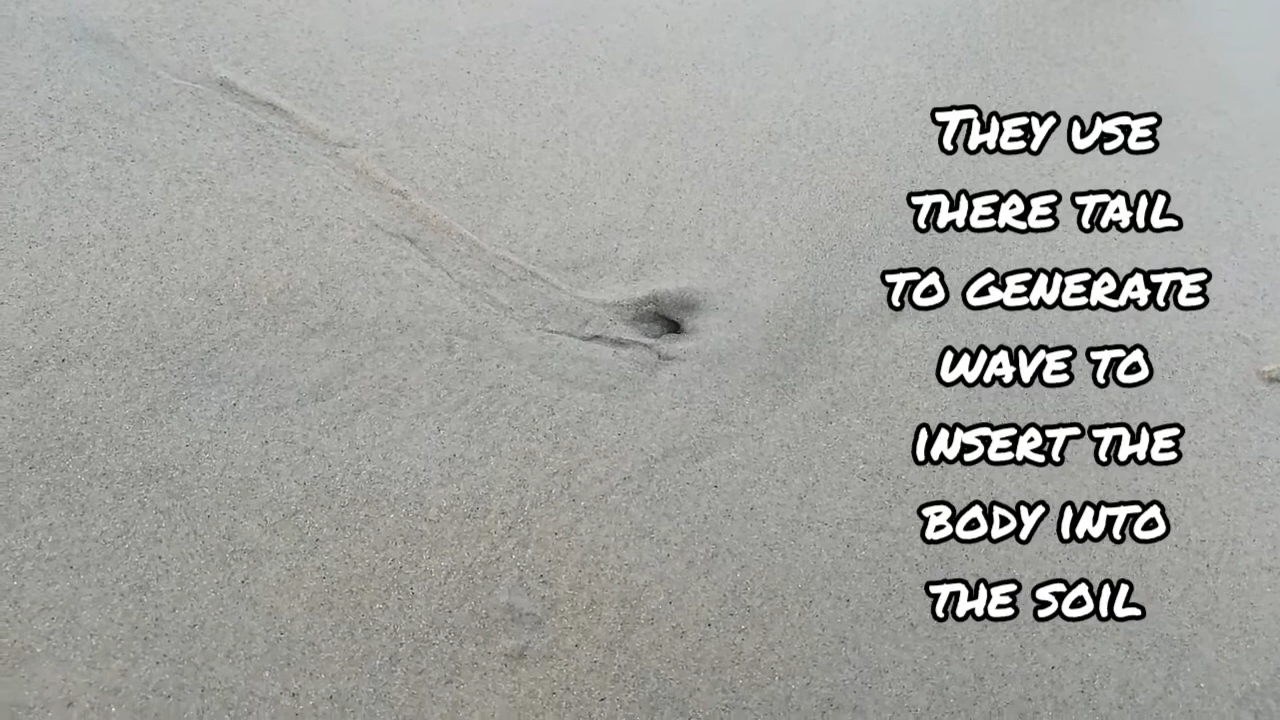 They use
there tail
to generate
wave to
insert the
body into
the soil